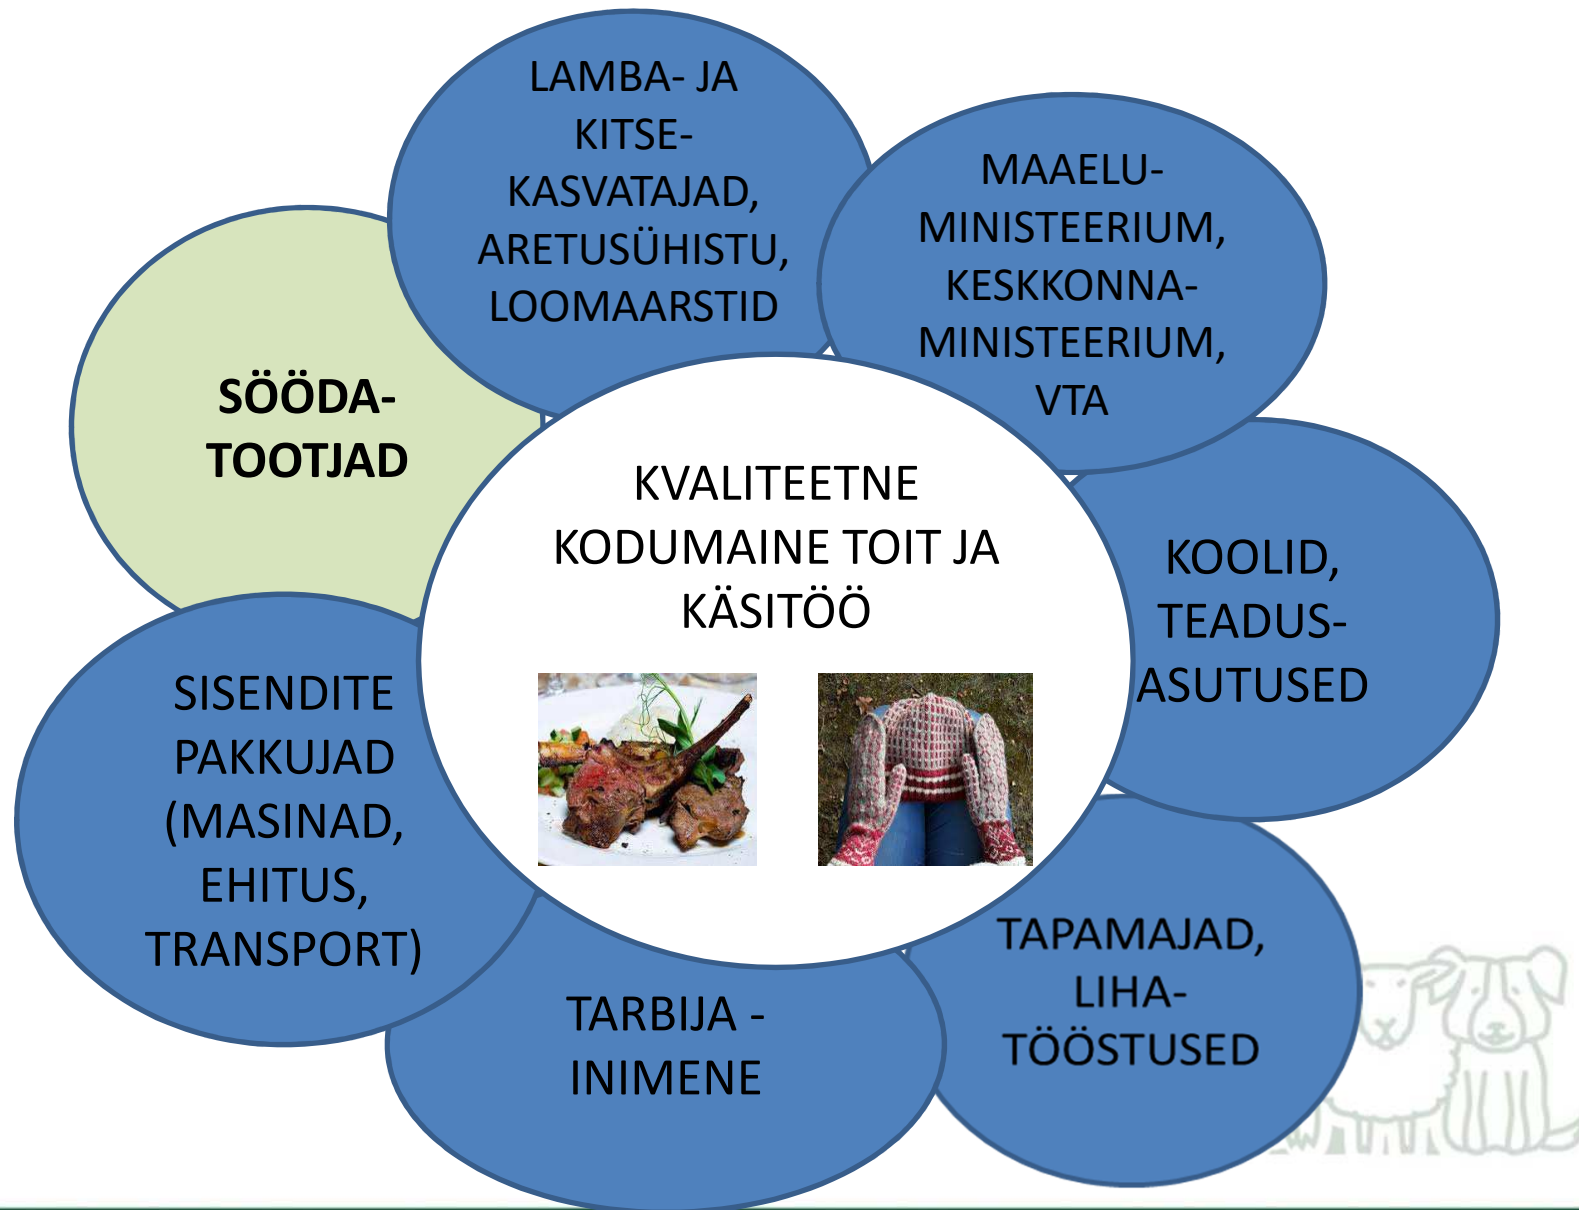 LAMBA- JA
KITSE-
KASVATAJAD,
ARETUSÜHISTU,
LOOMAARSTID
MAAELU-
MINISTEERIUM,
KESKKONNA-
MINISTEERIUM,
VTA
SÖÖDA-
TOOTJAD
KVALITEETNE
KODUMAINE TOIT JA
KÄSITÖÖ
KOOLID,
TEADUS-
ASUTUSED
SISENDITE
PAKKUJAD
(MASINAD,
EHITUS,
TRANSPORT)
TAPAMAJAD,
LIHA-
TÖÖSTUSED
TARBIJA -
INIMENE